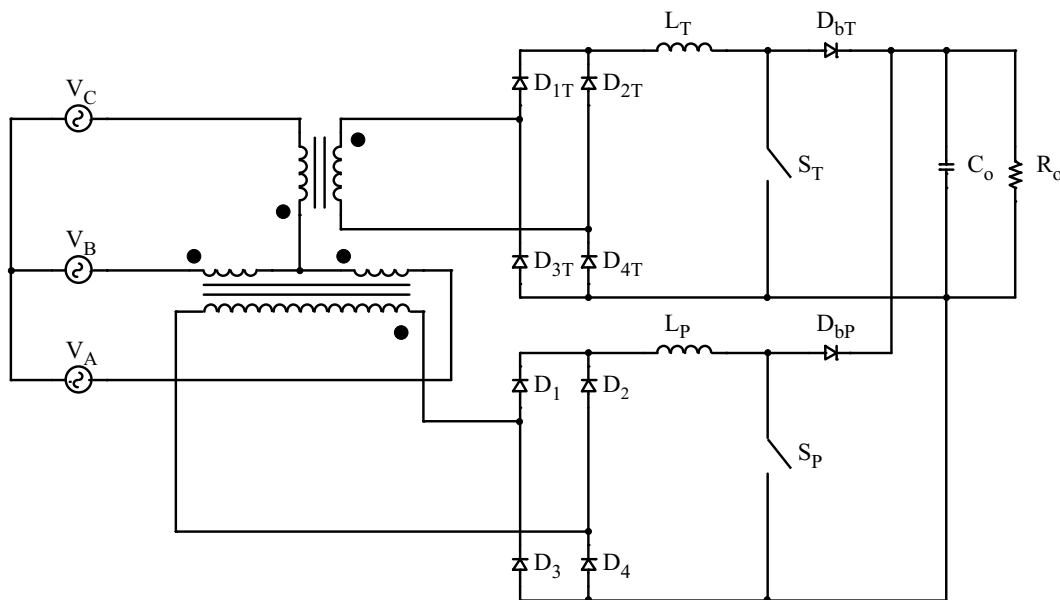 L_T D_bT
V_C D_1T D_2T
S_T C_o R_o
V_B D_3T D_4T
L_P D_bP
V_A D_1 D_2
S_P
D_3 D_4